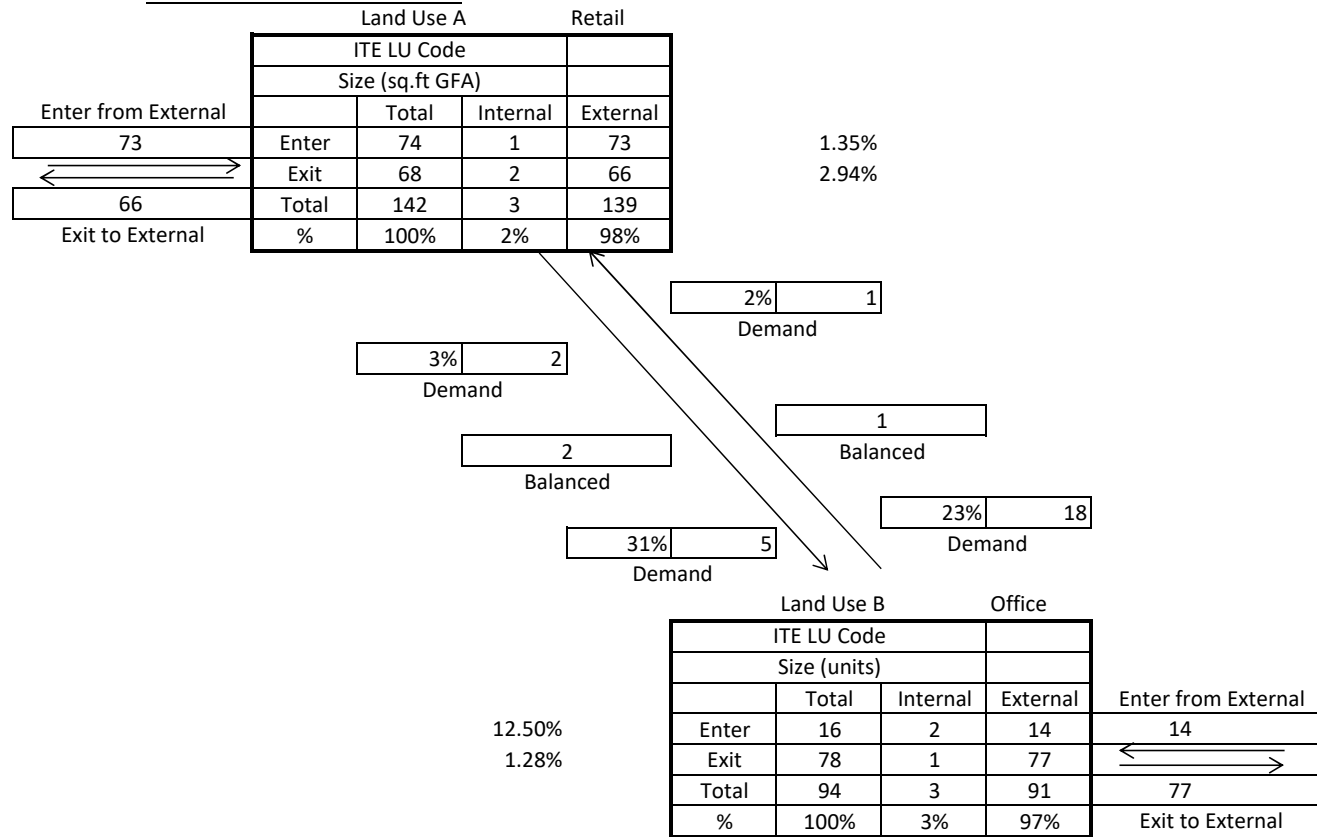 Land Use A Retail
ITE LU Code
Size (sq.ft GFA)
Enter from External Total Internal External
73 Enter 74 1 73 1.35%
Exit 68 2 66 2.94%
66 Total 142 3 139
Exit to External % 100% 2% 98%
2% 1
Demand
3% 2
Demand
1
2 Balanced
Balanced
23% 18
31% 5 Demand
Demand
Land Use B Office
ITE LU Code
Size (units)
Total Internal External Enter from External
12.50% Enter 16 2 14 14
1.28% Exit 78 1 77
Total 94 3 91 77
% 100% 3% 97% Exit to External